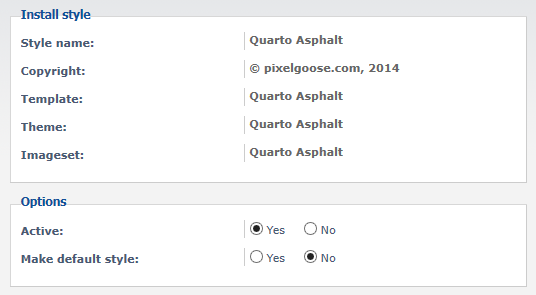 Install style
Style name: Quarto Asphalt
Copyright: © pixelgoose.com, 2014
Template: Quarto Asphalt
Theme: Quarto Asphalt
Imageset: Quarto Asphalt
Options
Active: Yes No
Make default style: Yes No